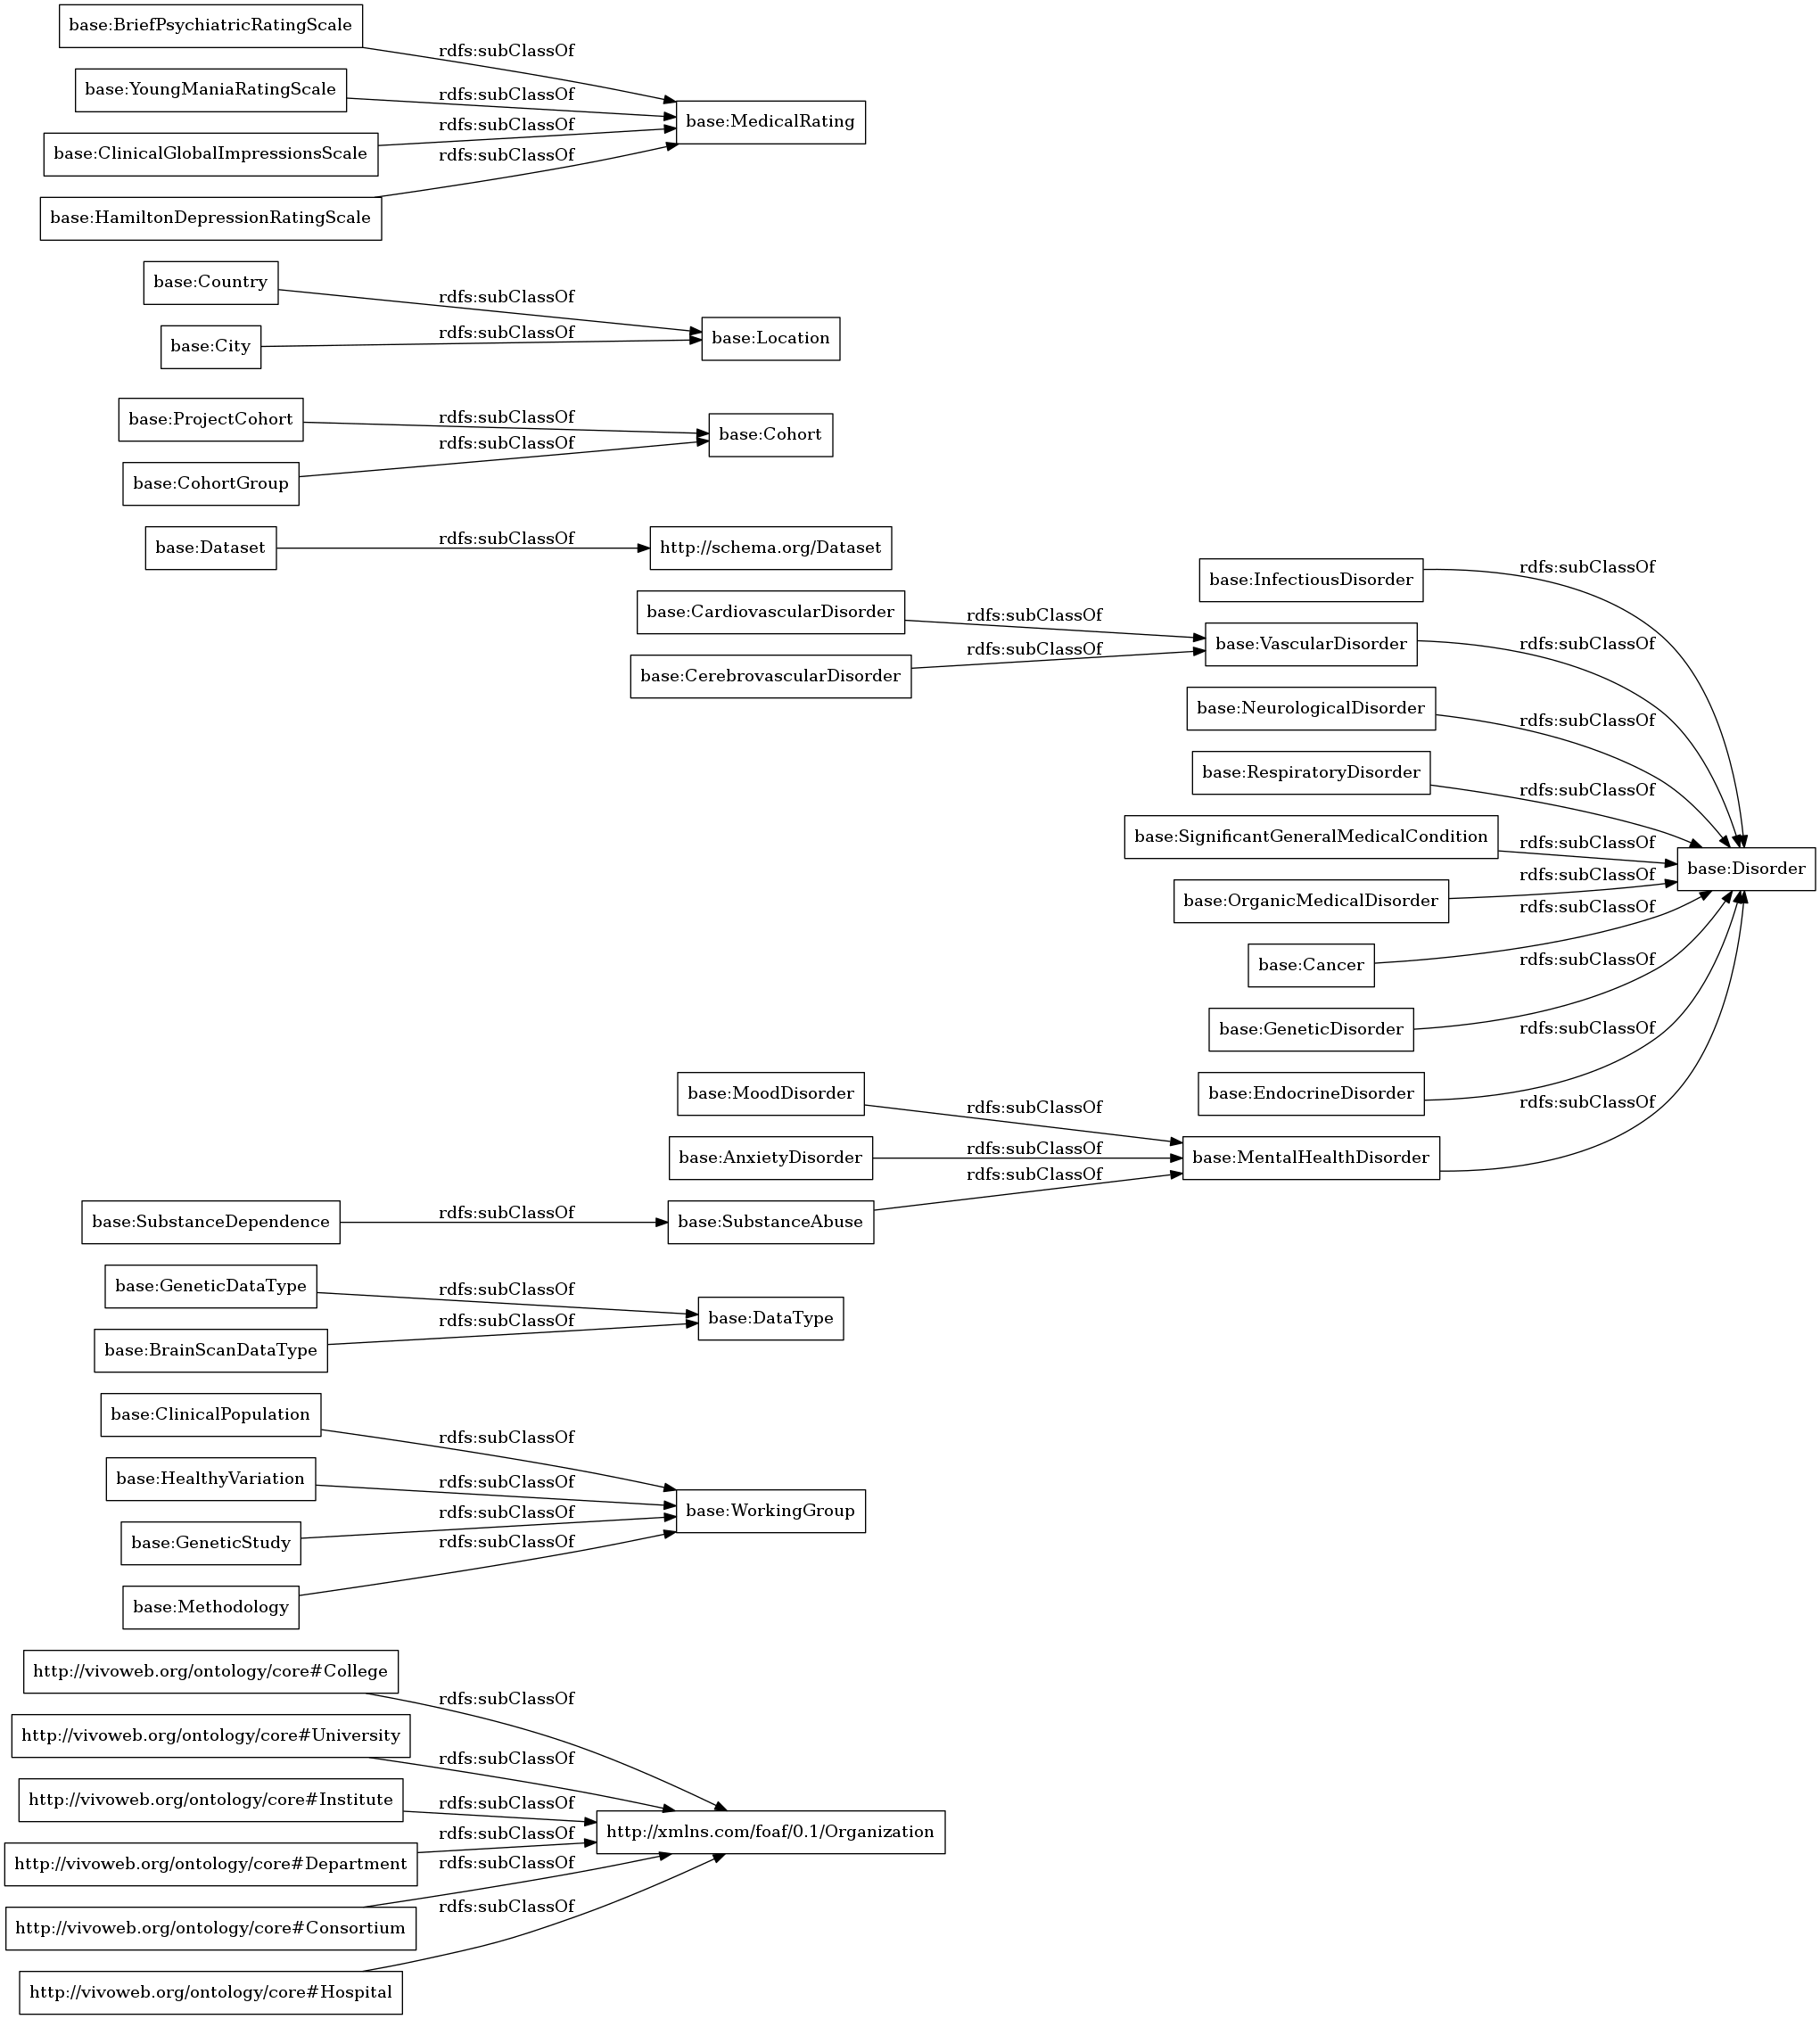 base:BriefPsychiatricRatingScale
rdfs:subClassOf
base:YoungManiaRatingScale
rdfs:subClassOf
base:MedicalRating
rdfs:subClassOf
base:ClinicalGlobalImpressionsScale
rdfs:subClassOf
base:HamiltonDepressionRatingScale
base:Country
rdfs:subClassOf
base:City
rdfs:subClassOf
base:Location
base:ProjectCohort
rdfs:subClassOf
base:Cohort
rdfs:subClassOf
base:CohortGroup
base:Dataset
rdfs:subClassOf
http://schema.org/Dataset
base:InfectiousDisorder
rdfs:subClassOf
base:CardiovascularDisorder
rdfs:subClassOf
base:VascularDisorder
rdfs:subClassOf
base:CerebrovascularDisorder
rdfs:subClassOf
base:NeurologicalDisorder
rdfs:subClassOf
base:RespiratoryDisorder
rdfs:subClassOf
base:SignificantGeneralMedicalCondition
rdfs:subClassOf
base:Disorder
base:OrganicMedicalDisorder
rdfs:subClassOf
base:Cancer
rdfs:subClassOf
base:GeneticDisorder
rdfs:subClassOf
base:EndocrineDisorder
rdfs:subClassOf
base:MoodDisorder
rdfs:subClassOf
base:AnxietyDisorder
rdfs:subClassOf
base:MentalHealthDisorder
rdfs:subClassOf
base:SubstanceDependence
rdfs:subClassOf
base:SubstanceAbuse
rdfs:subClassOf
base:GeneticDataType
rdfs:subClassOf
base:DataType
base:BrainScanDataType
rdfs:subClassOf
base:ClinicalPopulation
rdfs:subClassOf
base:HealthyVariation
rdfs:subClassOf
base:WorkingGroup
base:GeneticStudy
rdfs:subClassOf
base:Methodology
rdfs:subClassOf
http://vivoweb.org/ontology/core#College
rdfs:subClassOf
http://vivoweb.org/ontology/core#University
rdfs:subClassOf
http://vivoweb.org/ontology/core#Institute
rdfs:subClassOf
http://xmlns.com/foaf/0.1/Organization
http://vivoweb.org/ontology/core#Department
rdfs:subClassOf
http://vivoweb.org/ontology/core#Consortium
rdfs:subClassOf
http://vivoweb.org/ontology/core#Hospital
rdfs:subClassOf